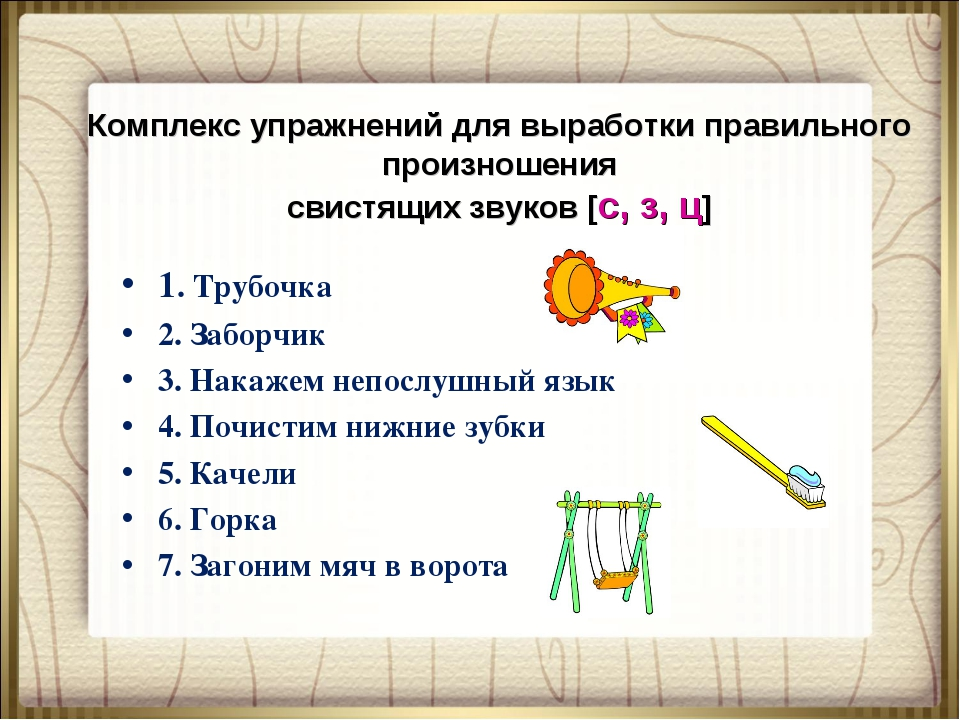 Комплекс упражнений для выработки правильного
произношения
свистящих звуков [с, з, ц]
• 1. Трубочка
• 2. Заборчик
• 3. Накажем непослушный язык
• 4. Почистим нижние зубки
• 5. Качели
• 6. Горка
• 7. Загоним мяч в ворота